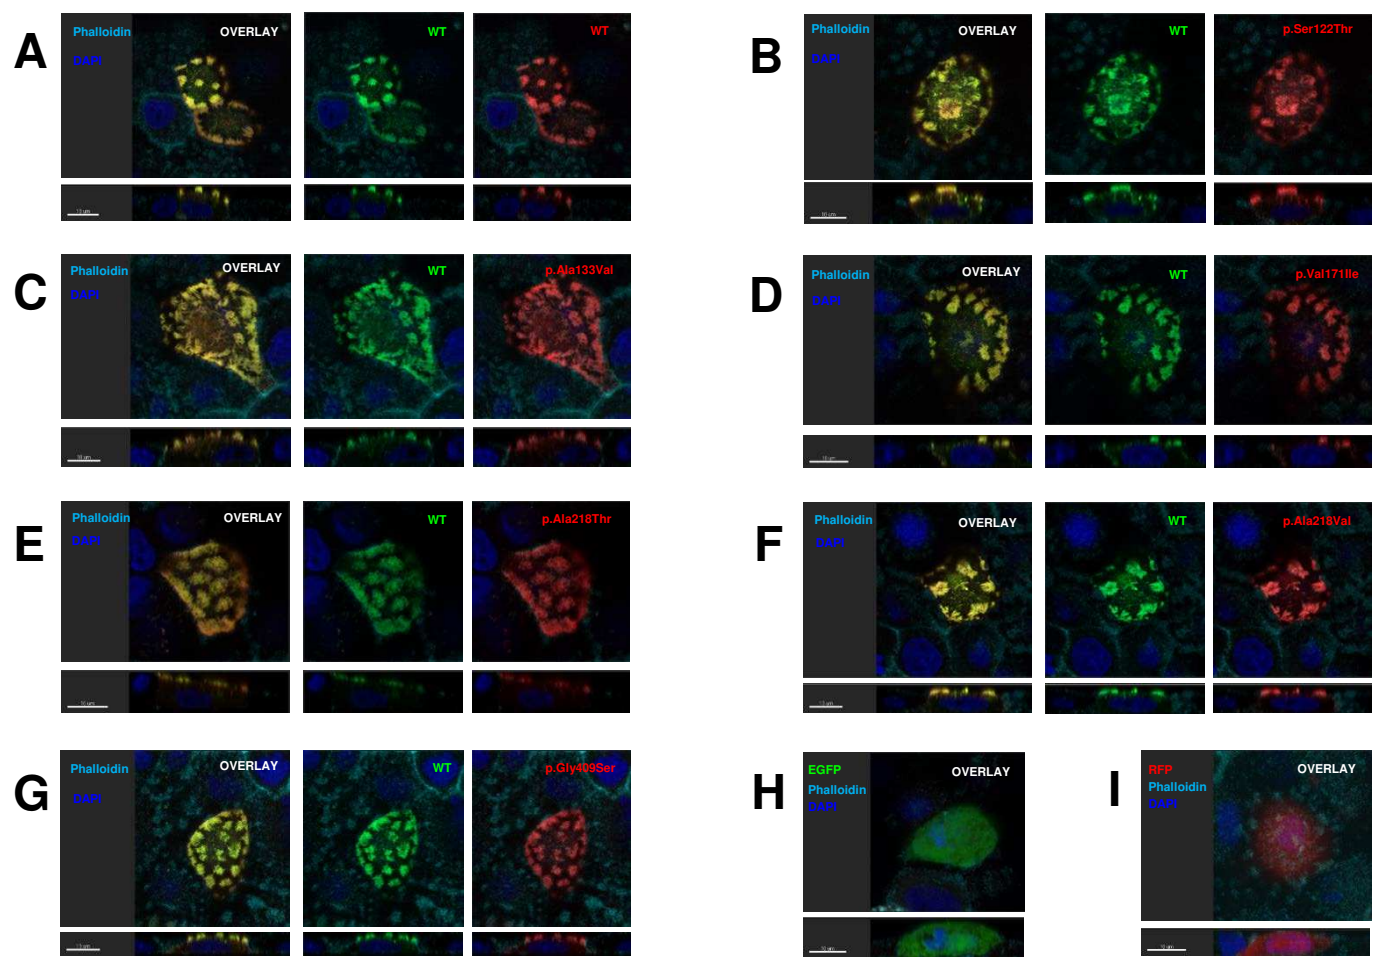 A
Phalloidin
DAPI
OVERLAY
WT
WT
B
Phalloidin
DAPI
OVERLAY
WT
p.Ser122Thr
C
Phalloidin
DAPI
OVERLAY
WT
p.Ala133Val
D
Phalloidin
DAPI
OVERLAY
WT
p.Val171Ile
E
Phalloidin
DAPI
OVERLAY
WT
p.Ala218Thr
F
Phalloidin
DAPI
OVERLAY
WT
p.Ala218Val
G
Phalloidin
DAPI
OVERLAY
WT
p.Gly409Ser
H
EGFP
Phalloidin
DAPI
OVERLAY
I
RFP
Phalloidin
DAPI
OVERLAY